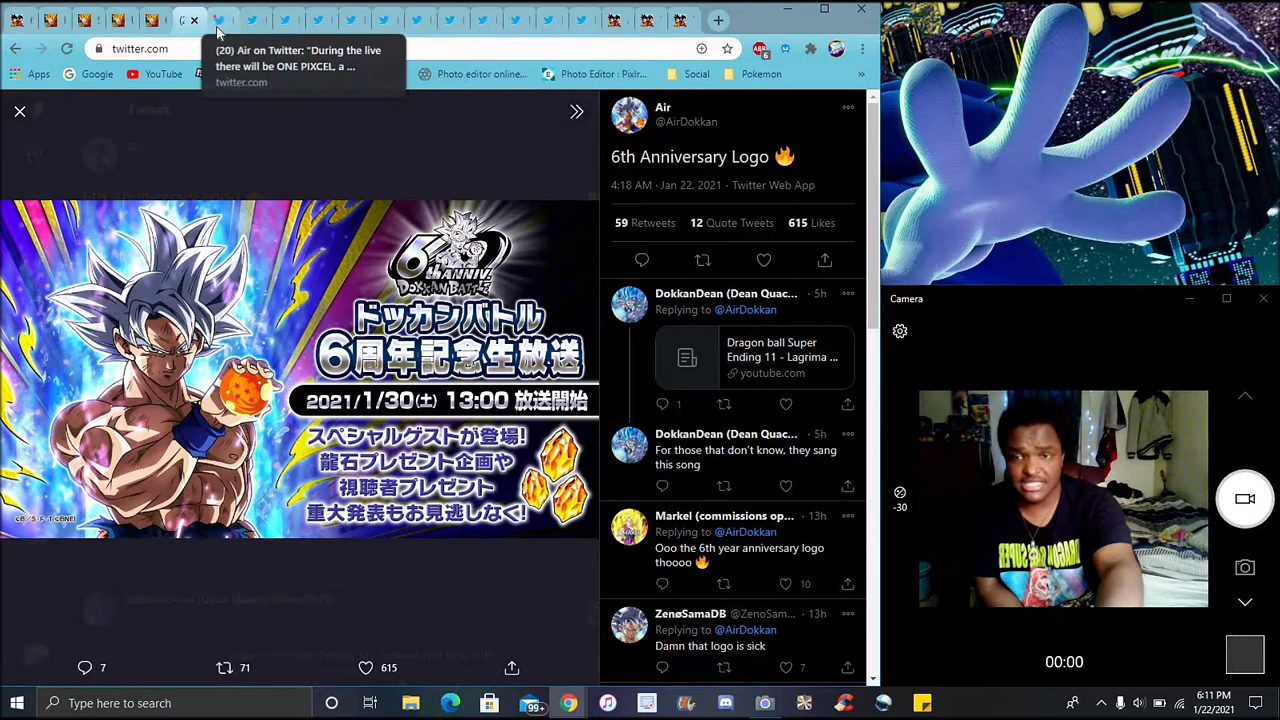 (2
twitter.com
(20) Air on Twitter: "During the live
there will be ONE PIXCEL, a ...
twitter.com
ABP
6
Apps
Google
YouTube
Photo editor online...
Photo Editor : Pixlr...
Social
Pokemon
»
6th ANNIV.
DOKKAN BATTLE
ドッカンバトル
6周年記念生放送
2021/1/30(土) 13:00 放送開始
スペシャルゲストが登場!
龍石プレゼント企画や
視聴者プレゼント
重大発表もお見逃しなく!
©B/S,T ©BNEI
7
71
615
Air
@AirDokkan
6th Anniversary Logo 🔥
4:18 AM · Jan 22, 2021 · Twitter Web App
59 Retweets 12 Quote Tweets 615 Likes
DokkanDean (Dean Quac... · 5h
Replying to @AirDokkan
Dragon ball Super
Ending 11 - Lagrima ...
youtube.com
1
DokkanDean (Dean Quac... · 5h
For those that don't know, they sang
this song
Markel (commissions op... · 13h
Replying to @AirDokkan
Ooo the 6th year anniversary logo
thoooo 🔥
10
ZenøSamaDB @ZenoSam... · 13h
Replying to @AirDokkan
Damn that logo is sick
7
Camera
-30
DRAGON BALL SUPER
00:00
Type here to search
99+
6:11 PM
1/22/2021